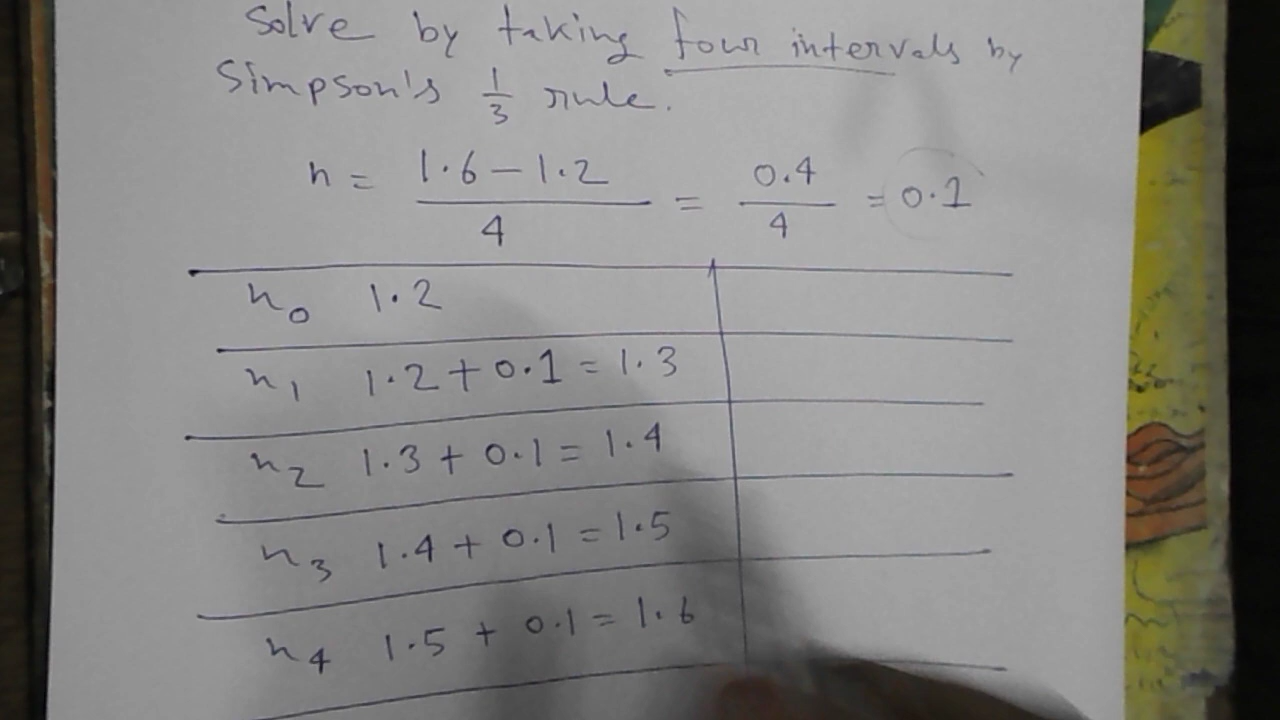 Solve by taking four intervals by
Simpson's 1/3 rule.
h = (1.6 - 1.2)/4 = 0.4/4 = 0.1
x0 1.2
x1 1.2 + 0.1 = 1.3
x2 1.3 + 0.1 = 1.4
x3 1.4 + 0.1 = 1.5
x4 1.5 + 0.1 = 1.6